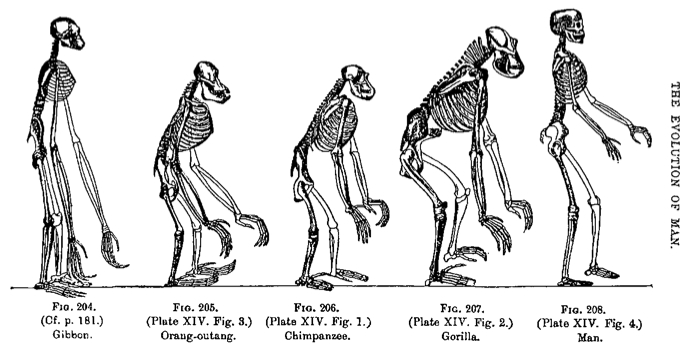 THE EVOLUTION OF MAN.
FIG. 204.
(Cf. p. 181.)
Gibbon.
FIG. 205.
(Plate XIV. Fig. 3.)
Orang-outang.
FIG. 206.
(Plate XIV. Fig. 1.)
Chimpanzee.
FIG. 207.
(Plate XIV. Fig. 2.)
Gorilla.
FIG. 208.
(Plate XIV. Fig. 4.)
Man.